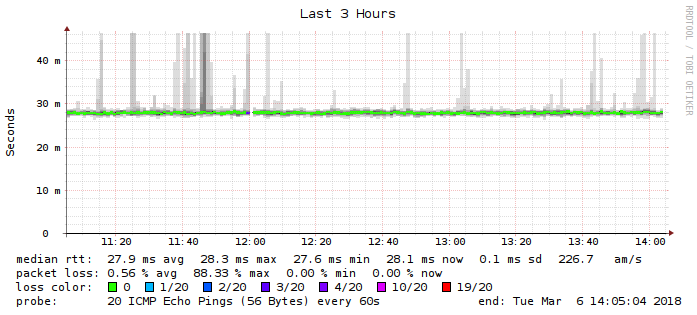 Last 3 Hours
RRDTOOL / TOBI OETIKER
Seconds
40 m
30 m
20 m
10 m
0
11:20 11:40 12:00 12:20 12:40 13:00 13:20 13:40 14:00
median rtt: 27.9 ms avg 28.3 ms max 27.6 ms min 28.1 ms now 0.1 ms sd 226.7 am/s
packet loss: 0.56 % avg 88.33 % max 0.00 % min 0.00 % now
loss color: 0 1/20 2/20 3/20 4/20 10/20 19/20
probe: 20 ICMP Echo Pings (56 Bytes) every 60s end: Tue Mar 6 14:05:04 2018